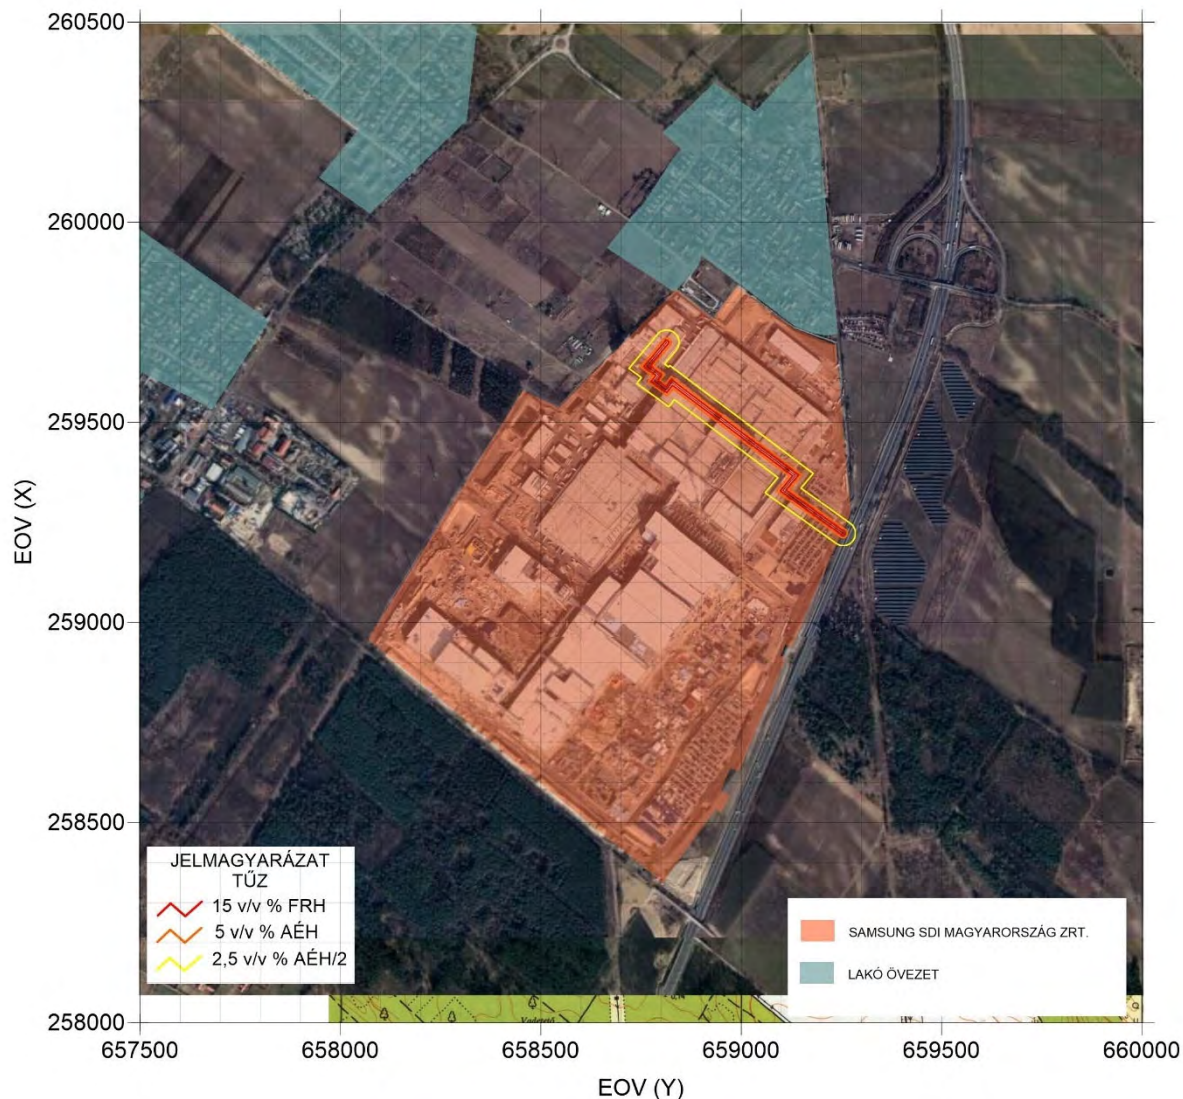 260500
260000
259500
259000
258500
258000
EOV (X)
JELMAGYARÁZAT
TŰZ
15 v/v % FRH
5 v/v % AÉH
2,5 v/v % AÉH/2
SAMSUNG SDI MAGYARORSZÁG ZRT.
LAKÓ ÖVEZET
657500 658000 658500 659000 659500 660000
EOV (Y)